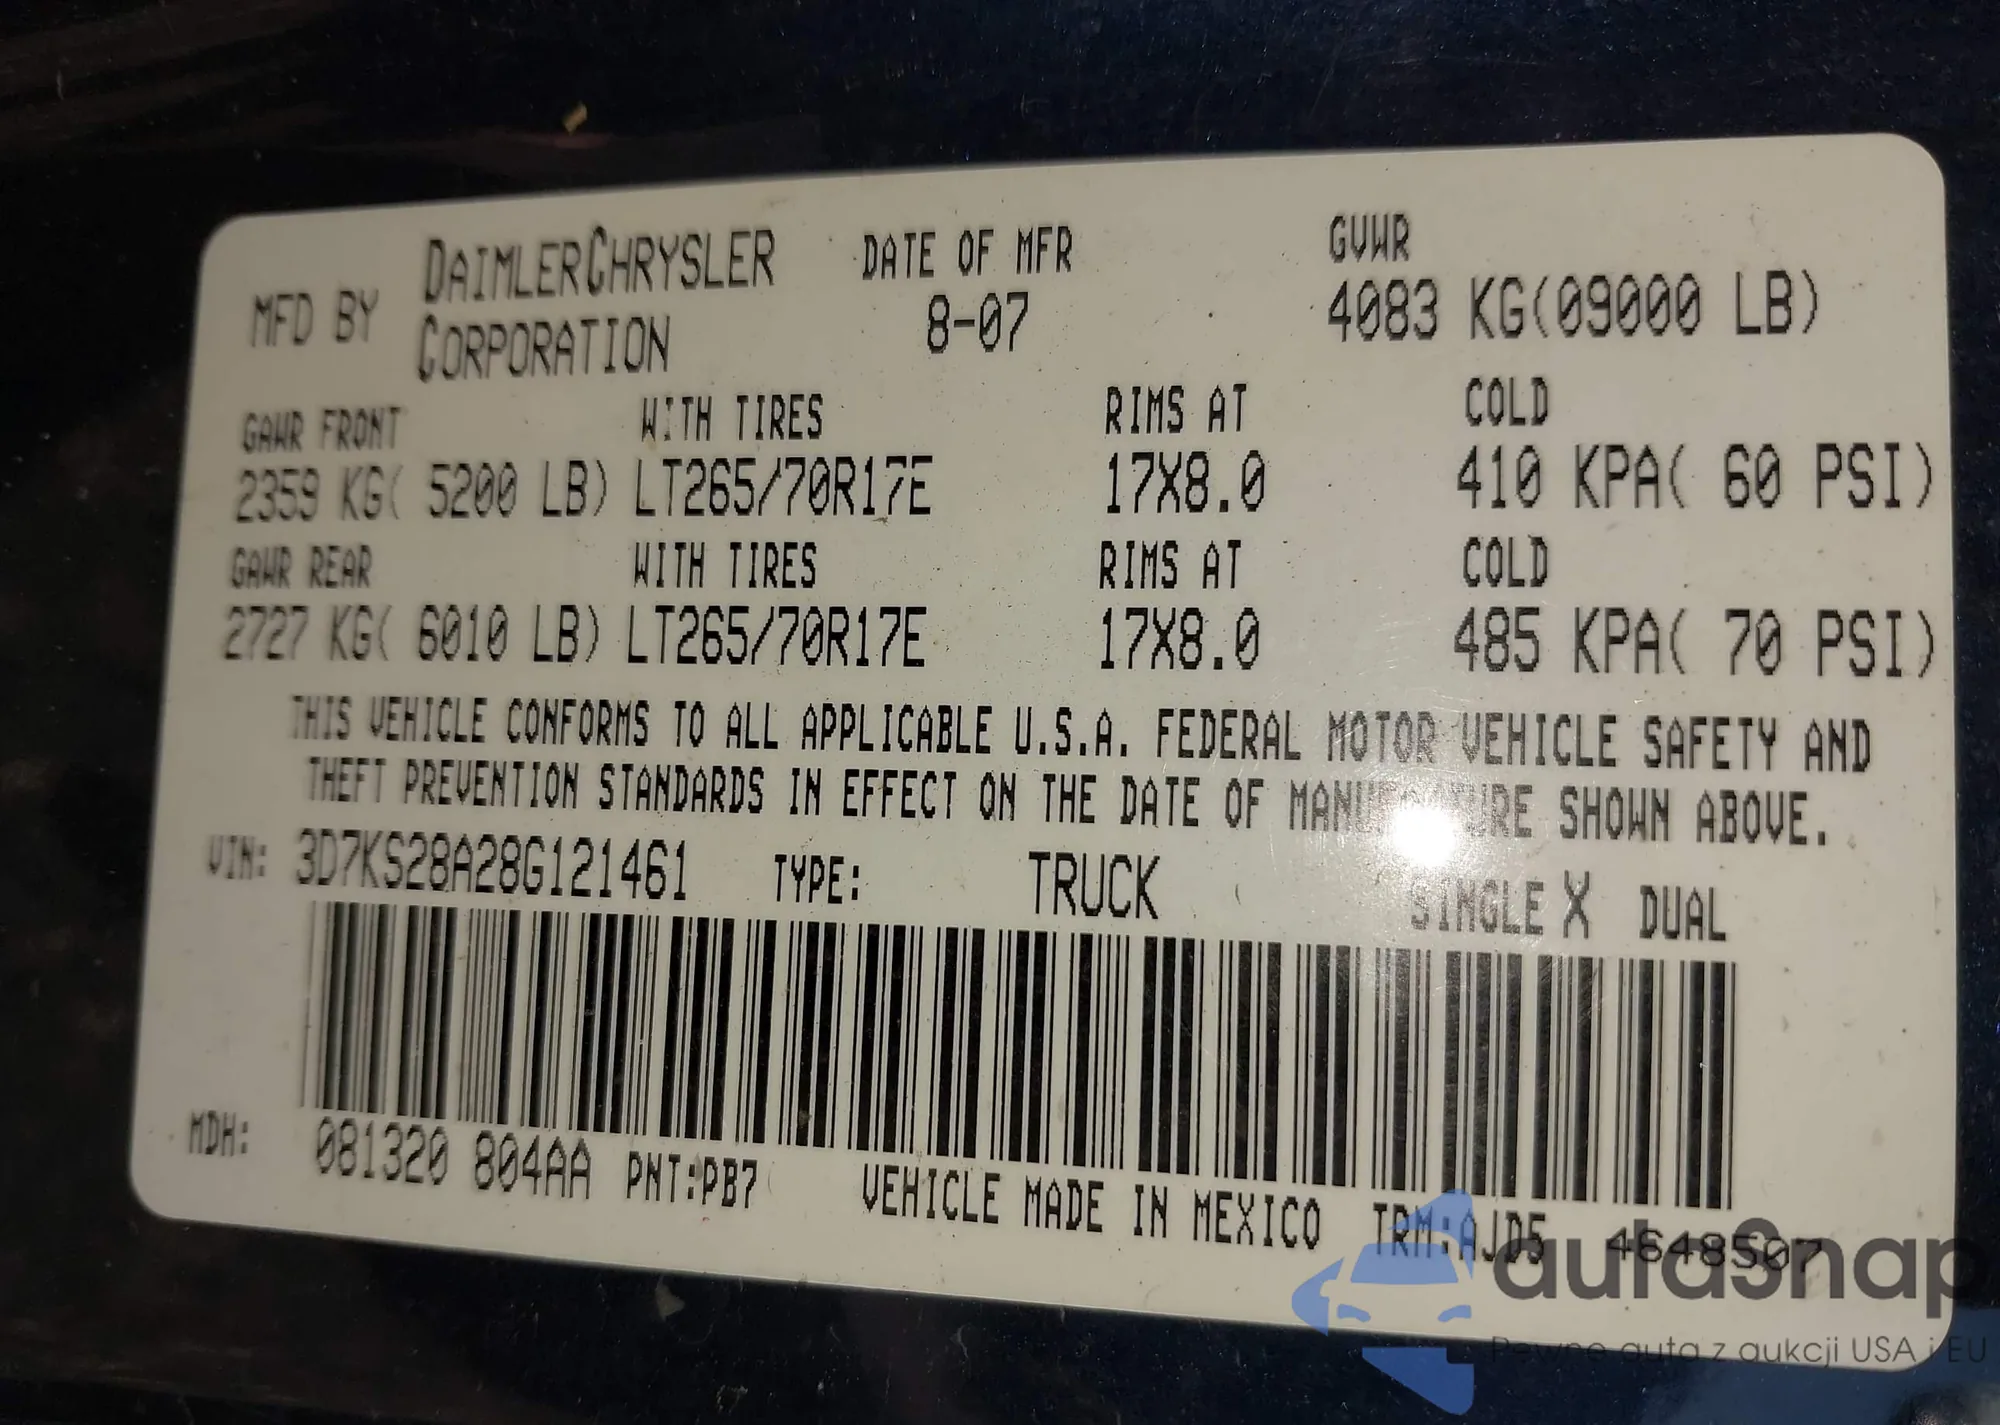 MFD BY DAIMLERCHRYSLER CORPORATION DATE OF MFR 8-07 GVWR 4083 KG(09000 LB)
GAWR FRONT WITH TIRES RIMS AT COLD
2359 KG( 5200 LB) LT265/70R17E 17X8.0 410 KPA( 60 PSI)
GAWR REAR WITH TIRES RIMS AT COLD
2727 KG( 6010 LB) LT265/70R17E 17X8.0 485 KPA( 70 PSI)
THIS VEHICLE CONFORMS TO ALL APPLICABLE U.S.A. FEDERAL MOTOR VEHICLE SAFETY AND
THEFT PREVENTION STANDARDS IN EFFECT ON THE DATE OF MANUFACTURE SHOWN ABOVE.
VIN: 3D7KS28A28G121461 TYPE: TRUCK SINGLE X DUAL
MDH: 081320 804AA PNT:PB7 VEHICLE MADE IN MEXICO TRM:AJD5 4648507
autaSnap
Pewne auta z aukcji USA i EU